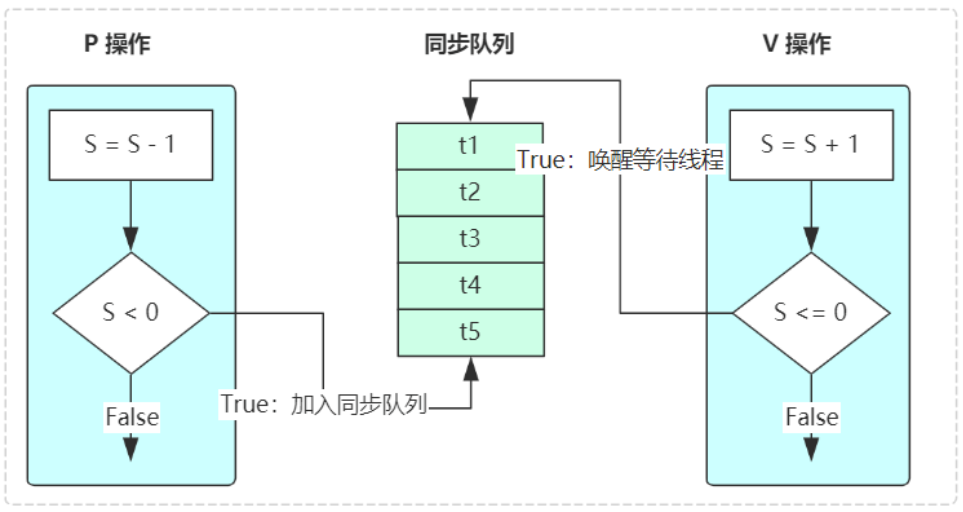 P 操作
S = S - 1
S < 0
False
True：加入同步队列
同步队列
t1
t2
t3
t4
t5
True：唤醒等待线程
V 操作
S = S + 1
S <= 0
False